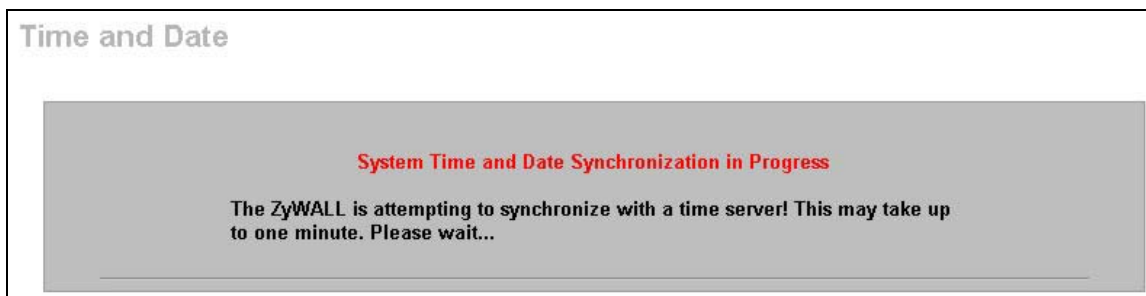 Time and Date
System Time and Date Synchronization in Progress
The ZyWALL is attempting to synchronize with a time server! This may take up
to one minute. Please wait...